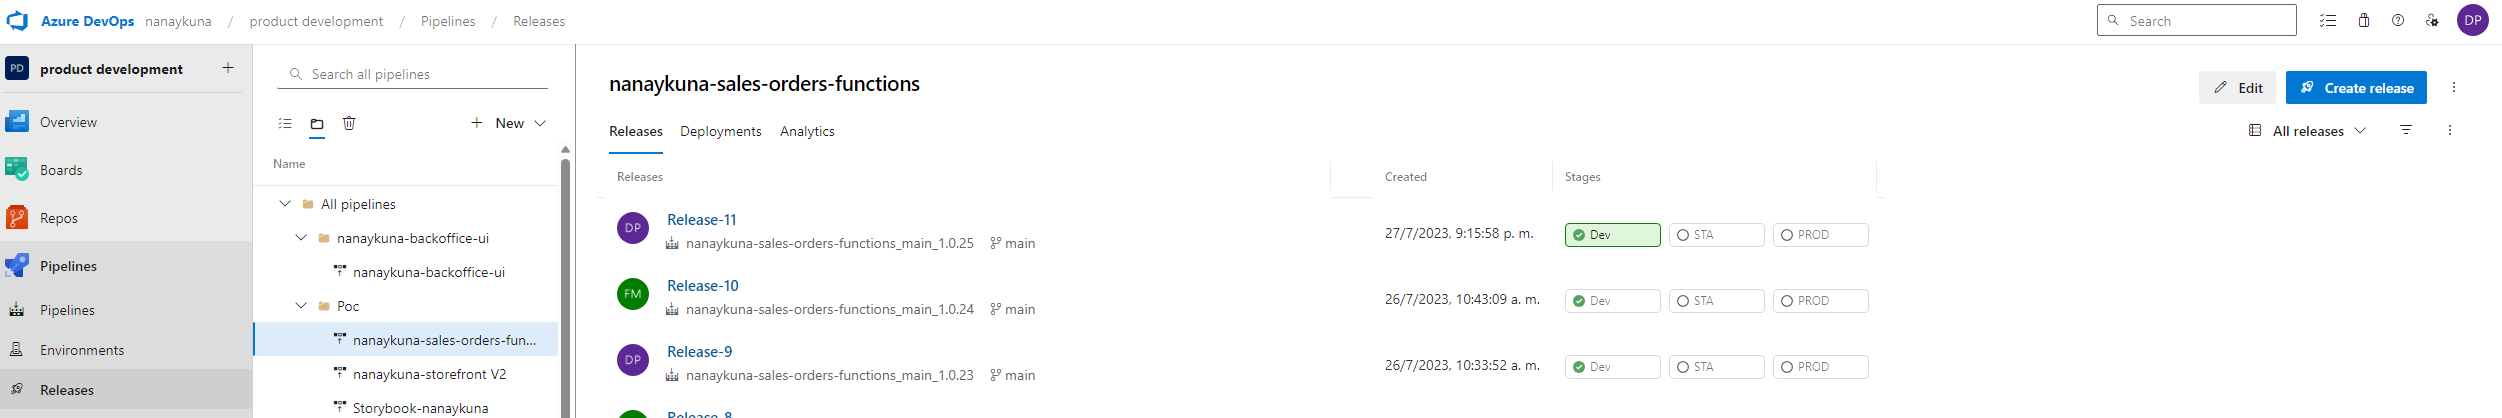 Azure DevOps nanaykuna / product development / Pipelines / Releases
Search
DP
PD product development +
Overview
Boards
Repos
Pipelines
Pipelines
Environments
Releases
Search all pipelines
New
Name
All pipelines
nanaykuna-backoffice-ui
nanaykuna-backoffice-ui
Poc
nanaykuna-sales-orders-fun...
nanaykuna-storefront V2
Storybook-nanaykuna
nanaykuna-sales-orders-functions
Edit
Create release
Releases Deployments Analytics
All releases
Releases Created Stages
DP Release-11
nanaykuna-sales-orders-functions_main_1.0.25 main
27/7/2023, 9:15:58 p. m. Dev STA PROD
FM Release-10
nanaykuna-sales-orders-functions_main_1.0.24 main
26/7/2023, 10:43:09 a. m. Dev STA PROD
DP Release-9
nanaykuna-sales-orders-functions_main_1.0.23 main
26/7/2023, 10:33:52 a. m. Dev STA PROD
Release-8